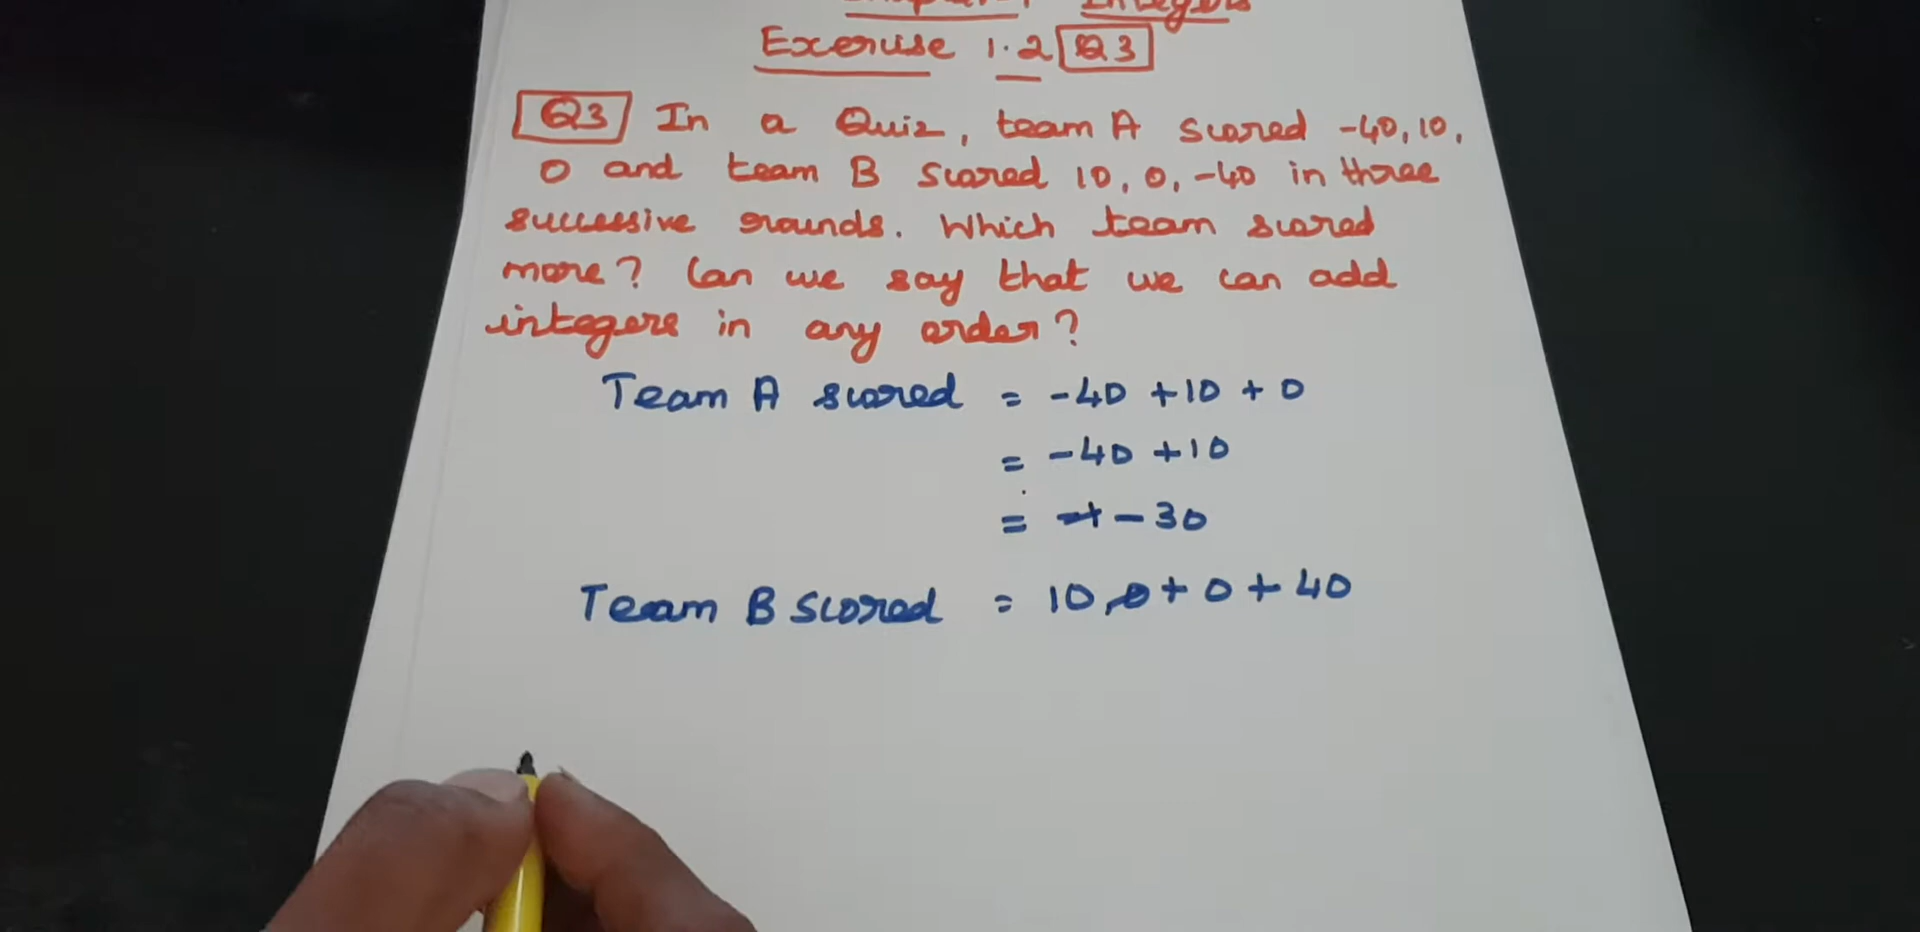 Integers
Exercise 1.2 Q3
Q3 In a Quiz, team A scored -40, 10,
0 and team B scored 10, 0, -40 in three
successive rounds. Which team scored
more? Can we say that we can add
integers in any order?
Team A scored = -40 +10 + 0
= -40 +10
= - 30
Team B scored = 10 + 0 + 40